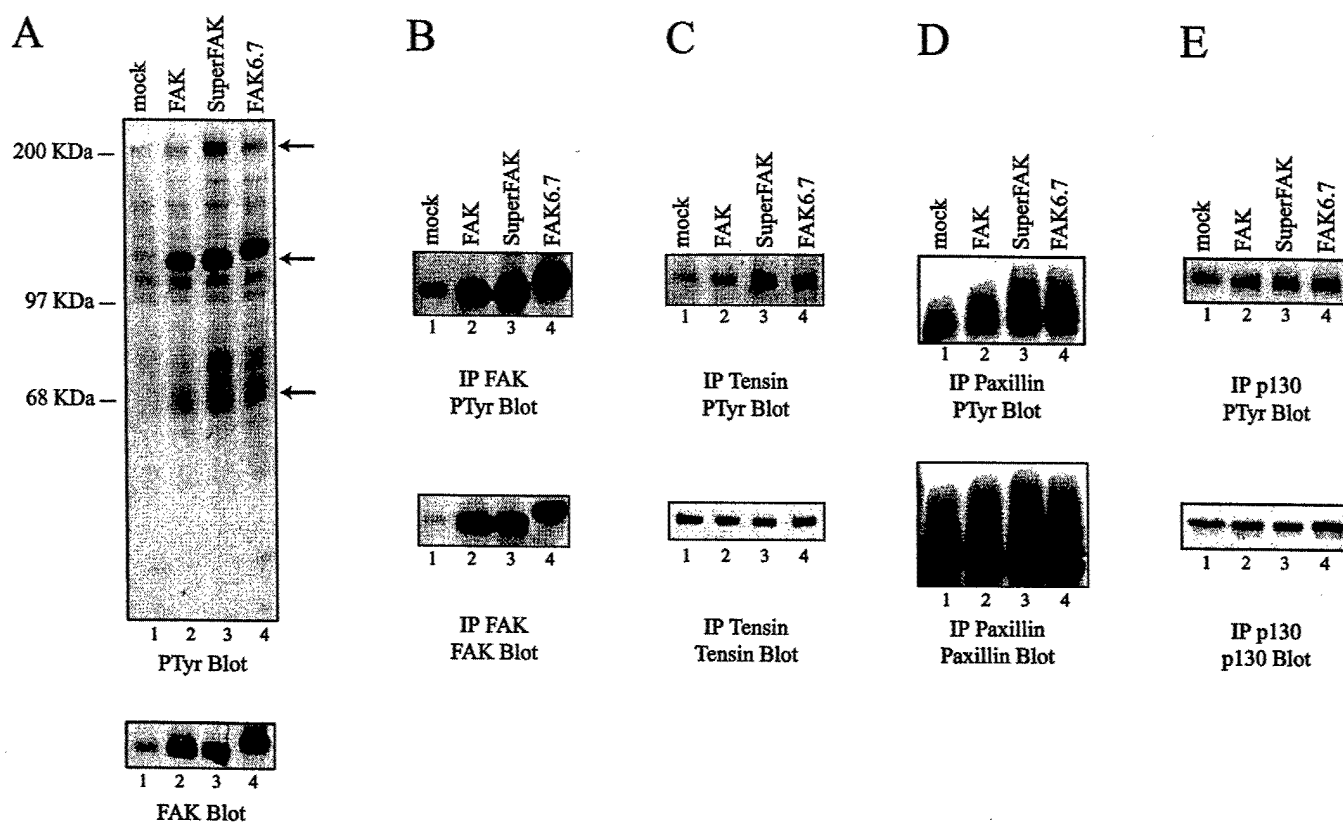 A
mock
FAK
SuperFAK
FAK6.7
200 KDa
97 KDa
68 KDa
1 2 3 4
PTyr Blot
1 2 3 4
FAK Blot
B
mock
FAK
SuperFAK
FAK6.7
1 2 3 4
IP FAK
PTyr Blot
1 2 3 4
IP FAK
FAK Blot
C
mock
FAK
SuperFAK
FAK6.7
1 2 3 4
IP Tensin
PTyr Blot
1 2 3 4
IP Tensin
Tensin Blot
D
mock
FAK
SuperFAK
FAK6.7
1 2 3 4
IP Paxillin
PTyr Blot
1 2 3 4
IP Paxillin
Paxillin Blot
E
mock
FAK
SuperFAK
FAK6.7
1 2 3 4
IP p130
PTyr Blot
1 2 3 4
IP p130
p130 Blot